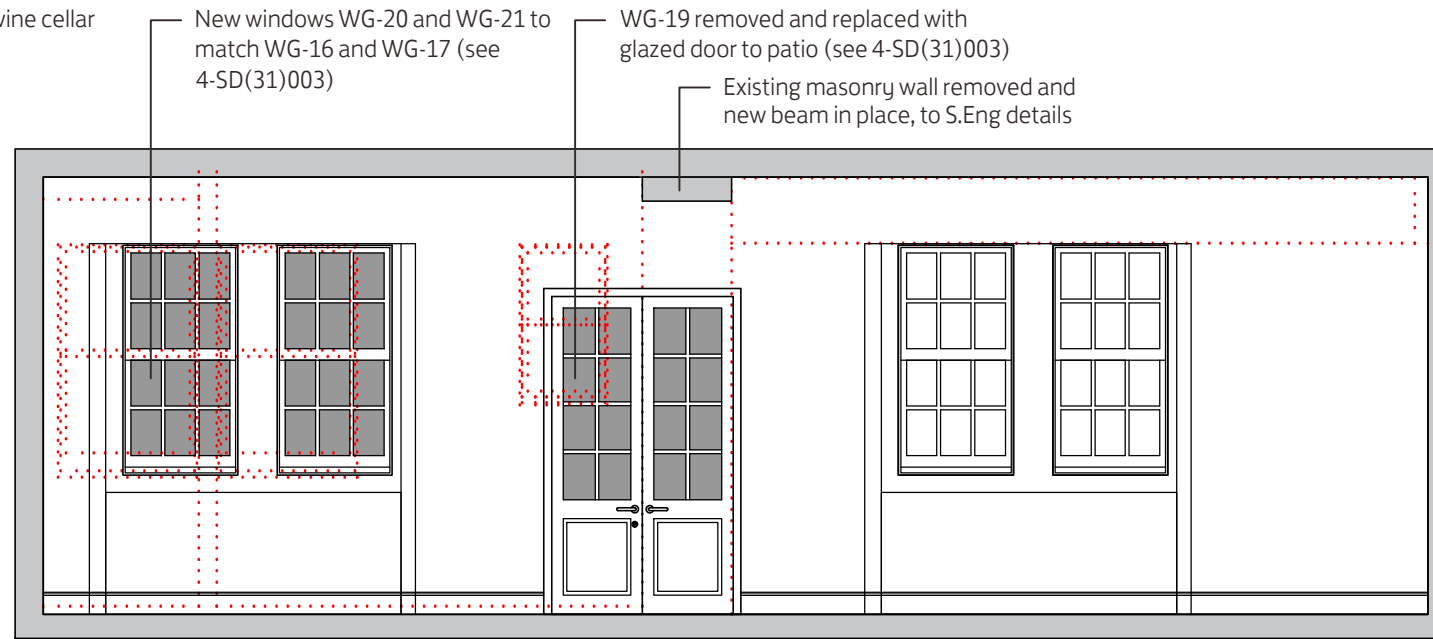 wine cellar
New windows WG-20 and WG-21 to
match WG-16 and WG-17 (see
4-SD(31)003)
WG-19 removed and replaced with
glazed door to patio (see 4-SD(31)003)
Existing masonry wall removed and
new beam in place, to S.Eng details